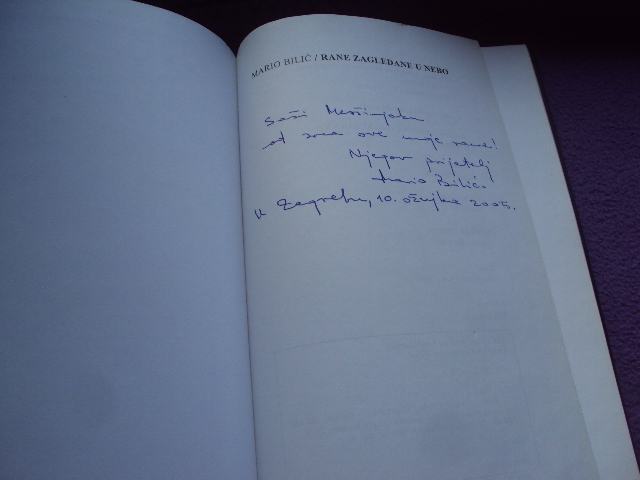 MARIO BILIĆ / RANE ZAGLEDANE U NEBO
Saši
od srca ove moje rane!
Njegov prijatelj
Mario Bilić.
U Zagrebu, 10. ožujka 2005.